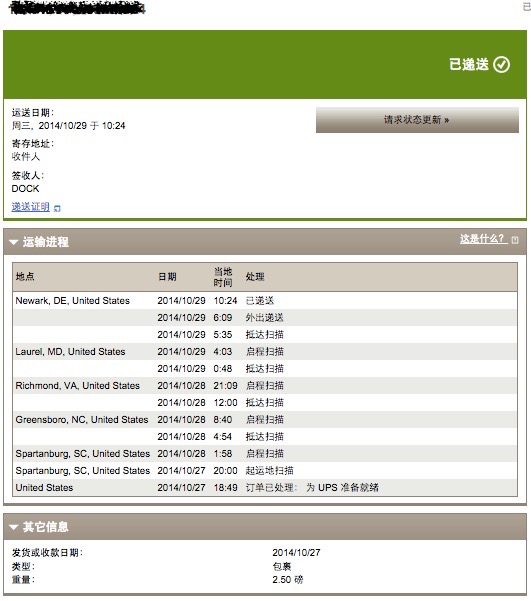 已
已递送
运送日期：
周三, 2014/10/29 于 10:24
请求状态更新 »
寄存地址：
收件人
签收人：
DOCK
递送证明
运输进程
这是什么？
地点 日期 当地时间 处理
Newark, DE, United States 2014/10/29 10:24 已递送
2014/10/29 6:09 外出递送
2014/10/29 5:35 抵达扫描
Laurel, MD, United States 2014/10/29 4:03 启程扫描
2014/10/29 0:48 抵达扫描
Richmond, VA, United States 2014/10/28 21:09 启程扫描
2014/10/28 12:00 抵达扫描
Greensboro, NC, United States 2014/10/28 8:40 启程扫描
2014/10/28 4:54 抵达扫描
Spartanburg, SC, United States 2014/10/28 1:58 启程扫描
Spartanburg, SC, United States 2014/10/27 20:00 起运地扫描
United States 2014/10/27 18:49 订单已处理： 为 UPS 准备就绪
其它信息
发货或收款日期： 2014/10/27
类型： 包裹
重量： 2.50 磅